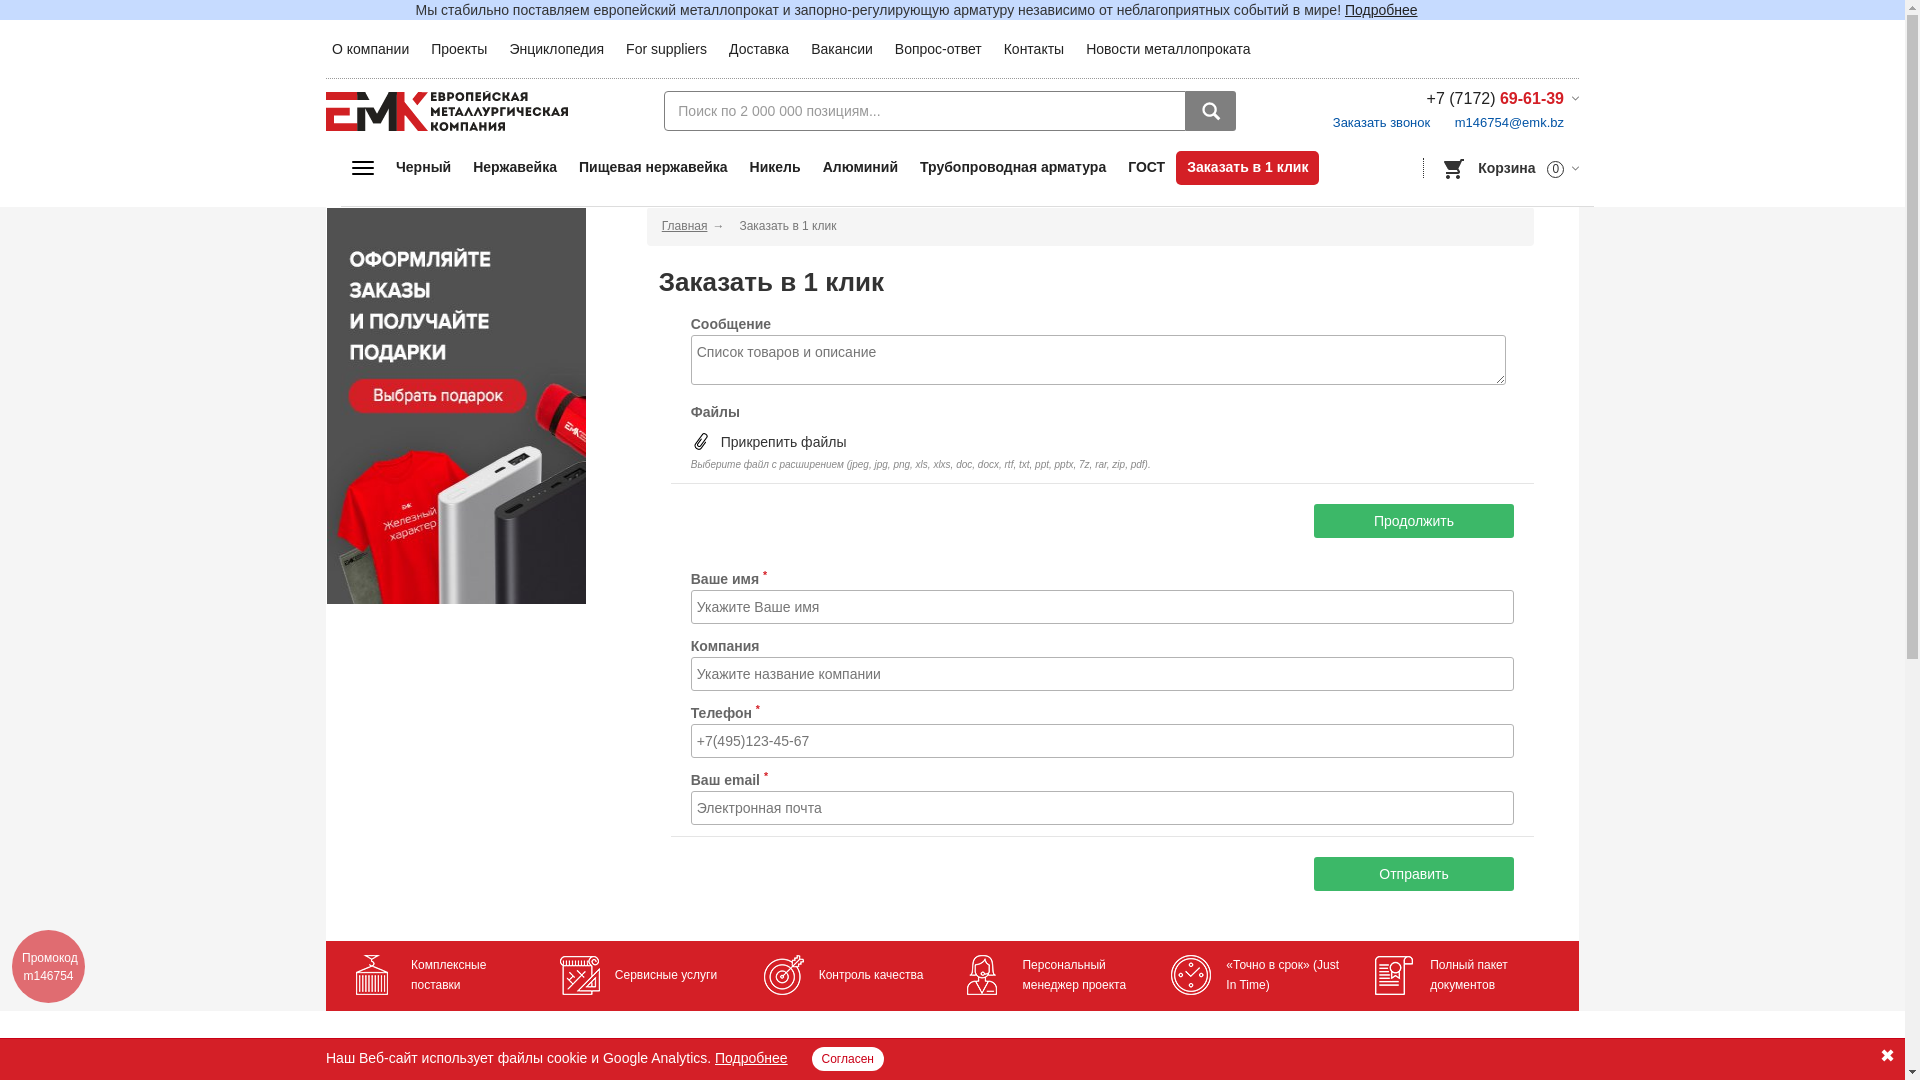 Мы стабильно поставляем европейский металлопрокат и запорно-регулирующую арматуру независимо от неблагоприятных событий в мире! Подробнее
О компании Проекты Энциклопедия For suppliers Доставка Вакансии Вопрос-ответ Контакты Новости металлопроката
ЕМК ЕВРОПЕЙСКАЯ
МЕТАЛЛУРГИЧЕСКАЯ
КОМПАНИЯ
Поиск по 2 000 000 позициям...
+7 (7172) 69-61-39
Заказать звонок m146754@emk.bz
Черный Нержавейка Пищевая нержавейка Никель Алюминий Трубопроводная арматура ГОСТ Заказать в 1 клик
Корзина 0
ОФОРМЛЯЙТЕ
ЗАКАЗЫ
И ПОЛУЧАЙТЕ
ПОДАРКИ
Выбрать подарок
ЕМК
ЕМК
Железный
характер
Главная → Заказать в 1 клик
Заказать в 1 клик
Сообщение
Список товаров и описание
Файлы
Прикрепить файлы
Выберите файл с расширением (jpeg, jpg, png, xls, xlxs, doc, docx, rtf, txt, ppt, pptx, 7z, rar, zip, pdf).
Продолжить
Ваше имя *
Укажите Ваше имя
Компания
Укажите название компании
Телефон *
+7(495)123-45-67
Ваш email *
Электронная почта
Отправить
Промокод
m146754
Комплексные
поставки
Сервисные услуги
Контроль качества
Персональный
менеджер проекта
«Точно в срок» (Just
In Time)
Полный пакет
документов
Наш Веб-сайт использует файлы cookie и Google Analytics. Подробнее Согласен ✖